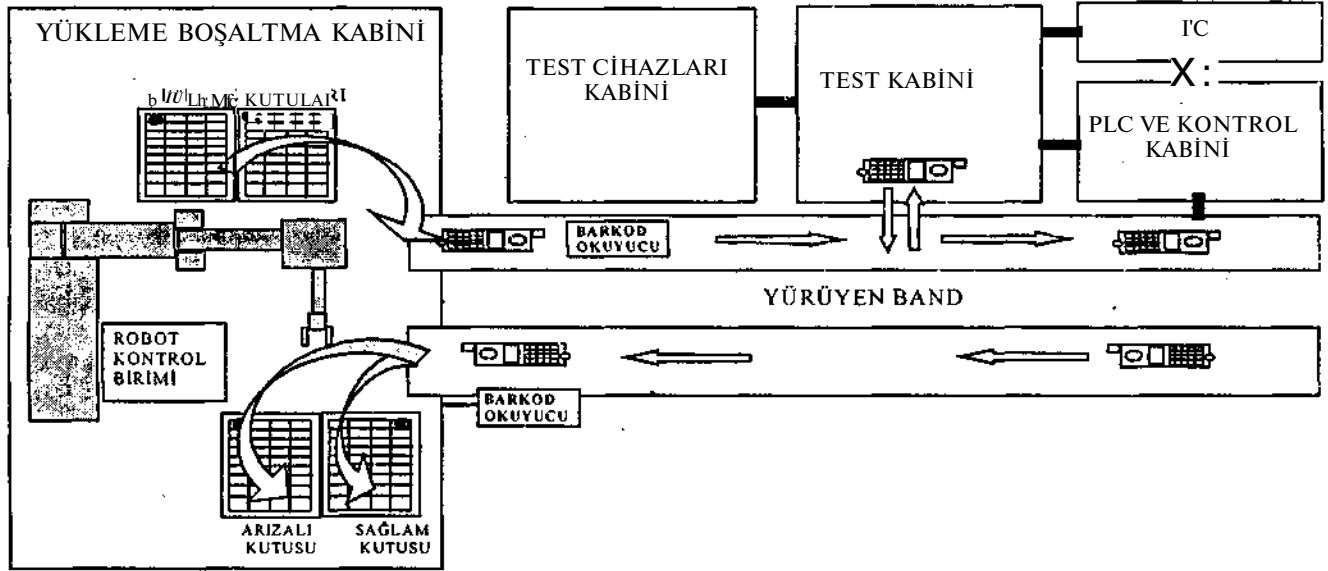 YÜKLEME BOŞALTMA KABİNİ
KUTULARI
TEST CİHAZLARI
KABİNİ
TEST KABİNİ
I'C
X :
PLC VE KONTROL
KABİNİ
BARKOD
OKUYUCU
YÜRÜYEN BAND
ROBOT
KONTROL
BİRİMİ
BARKOD
OKUYUCU
ARIZALI
KUTUSU
SAĞLAM
KUTUSU